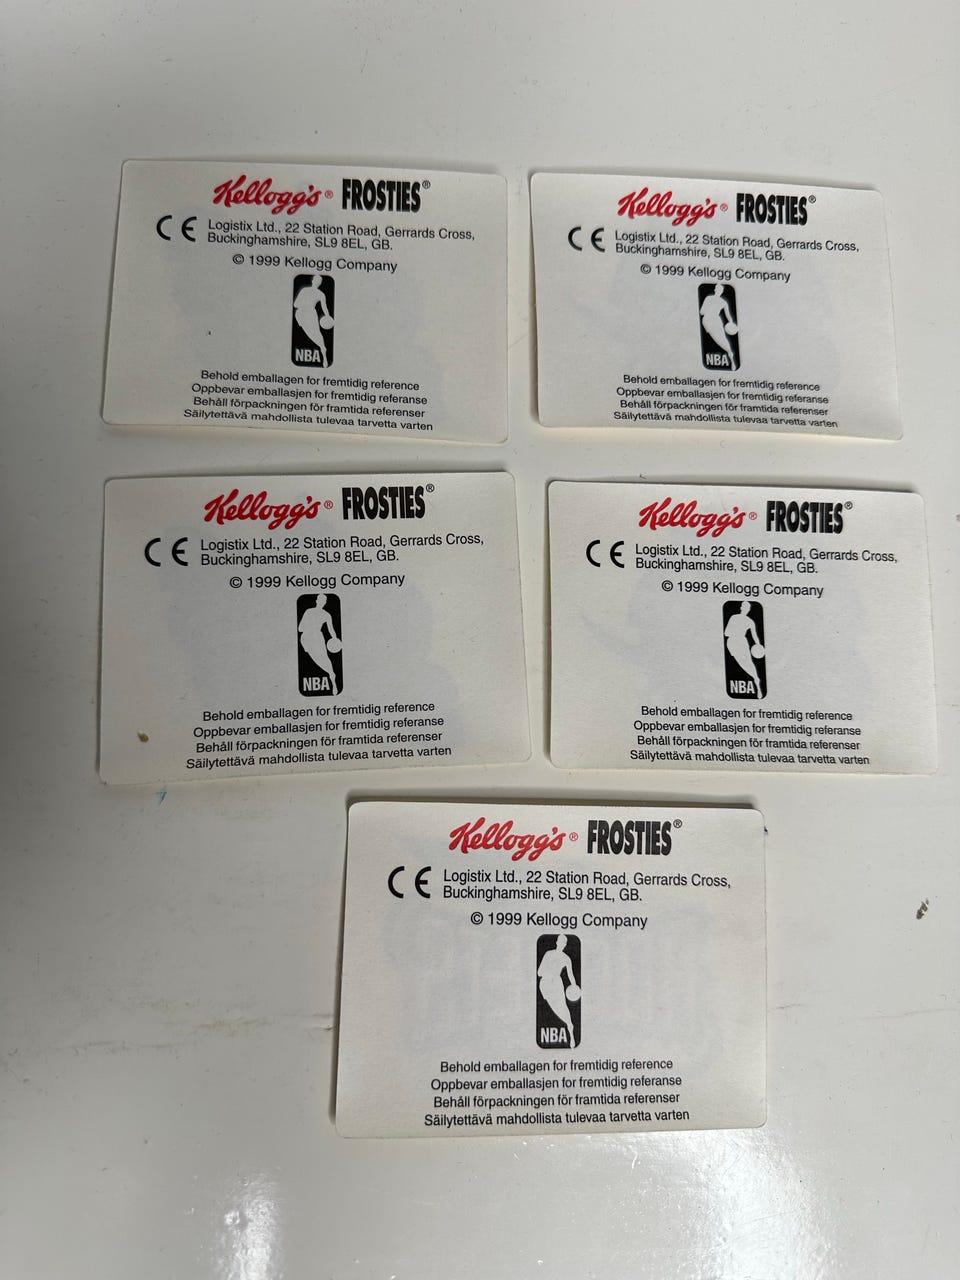 Kellogg's® FROSTIES®
CE Logistix Ltd., 22 Station Road, Gerrards Cross,
Buckinghamshire, SL9 8EL, GB.
© 1999 Kellogg Company
NBA
Behold emballagen for fremtidig reference
Oppbevar emballasjen for fremtidig referanse
Behåll förpackningen för framtida referenser
Säilytettävä mahdollista tulevaa tarvetta varten
Kellogg's® FROSTIES®
CE Logistix Ltd., 22 Station Road, Gerrards Cross,
Buckinghamshire, SL9 8EL, GB.
© 1999 Kellogg Company
NBA
Behold emballagen for fremtidig reference
Oppbevar emballasjen for fremtidig referanse
Behåll förpackningen för framtida referenser
Säilytettävä mahdollista tulevaa tarvetta varten
Kellogg's® FROSTIES®
CE Logistix Ltd., 22 Station Road, Gerrards Cross,
Buckinghamshire, SL9 8EL, GB.
© 1999 Kellogg Company
NBA
Behold emballagen for fremtidig reference
Oppbevar emballasjen for fremtidig referanse
Behåll förpackningen för framtida referenser
Säilytettävä mahdollista tulevaa tarvetta varten
Kellogg's® FROSTIES®
CE Logistix Ltd., 22 Station Road, Gerrards Cross,
Buckinghamshire, SL9 8EL, GB.
© 1999 Kellogg Company
NBA
Behold emballagen for fremtidig reference
Oppbevar emballasjen for fremtidig referanse
Behåll förpackningen för framtida referenser
Säilytettävä mahdollista tulevaa tarvetta varten
Kellogg's® FROSTIES®
CE Logistix Ltd., 22 Station Road, Gerrards Cross,
Buckinghamshire, SL9 8EL, GB.
© 1999 Kellogg Company
NBA
Behold emballagen for fremtidig reference
Oppbevar emballasjen for fremtidig referanse
Behåll förpackningen för framtida referenser
Säilytettävä mahdollista tulevaa tarvetta varten